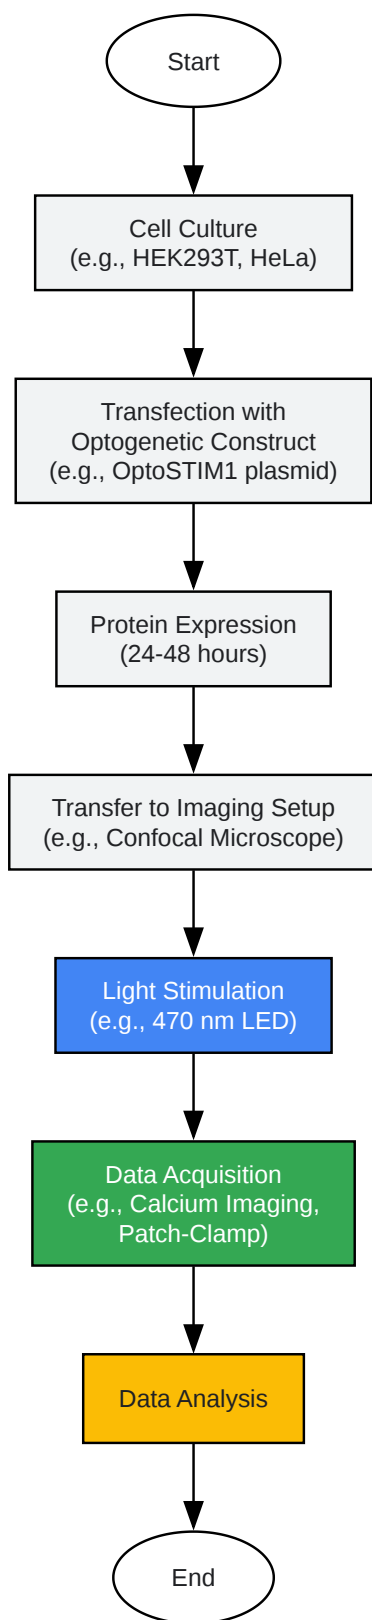 Start
Cell Culture
(e.g., HEK293T, HeLa)
Transfection with
Optogenetic Construct
(e.g., OptoSTIM1 plasmid)
Protein Expression
(24-48 hours)
Transfer to Imaging Setup
(e.g., Confocal Microscope)
Light Stimulation
(e.g., 470 nm LED)
Data Acquisition
(e.g., Calcium Imaging,
Patch-Clamp)
Data Analysis
End